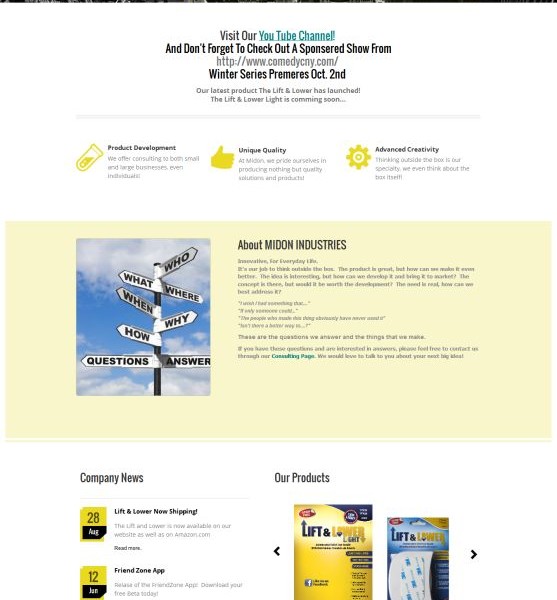 Visit Our You Tube Channel!
And Don't Forget To Check Out A Sponsered Show From
http://www.comedycny.com/
Winter Series Premeres Oct. 2nd
Our latest product The Lift & Lower has launched!
The Lift & Lower Light is comming soon...
Product Development
We offer consulting to both small
and large businesses, even
individuals!
Unique Quality
At Midon, we pride ourselves in
producing nothing but quality
solutions and products!
Advanced Creativity
Thinking outside the box is our
specialty, we even think about the
box itself!
WHO
WHAT
WHERE
WHEN
WHY
HOW
QUESTIONS
ANSWER
About MIDON INDUSTRIES
Innovative, For Everyday Life.
It's our job to think outside the box. The product is great, but how can we make it even
better. The idea is interesting, but how can we develop it and bring it to market? The
concept is there, but would it be worth the development? The need is real, how can we
best address it?
"I wish I had something that..."
"If only someone could..."
"The people who made this thing obviously have never used it"
"Isn't there a better way to...?"
These are the questions we answer and the things that we make.
If you have these questions and are interested in answers, please feel free to contact us
through our Consulting Page. We would love to talk to you about your next big idea!
Company News
28
Aug
Lift & Lower Now Shipping!
The Lift and Lower is now available on our
website as well as on Amazon.com
Read more.
12
Jun
Friend Zone App
Relase of the FriendZone App! Download your
free Beta today!
Our Products
LIFT & LOWER
LIGHT
LIFT & LOWER